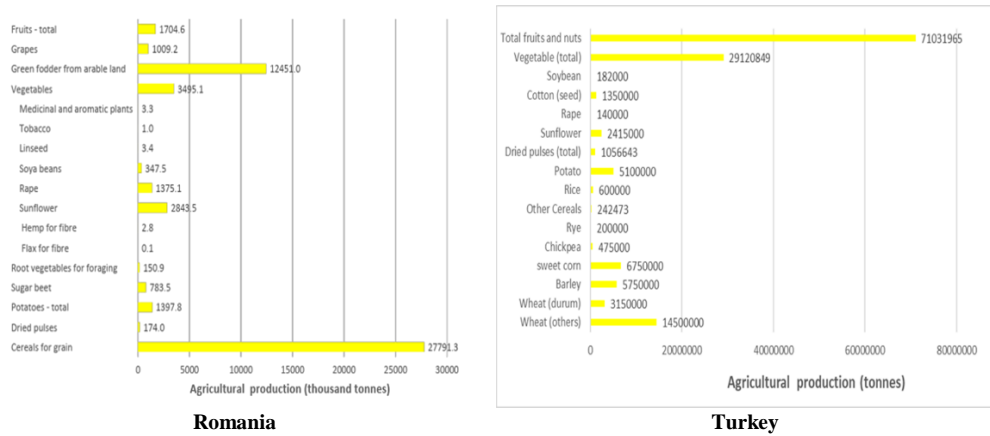 Fruits - total 1704.6
Grapes 1009.2
Green fodder from arable land 12451.0
Vegetables 3495.1
Medicinal and aromatic plants 3.3
Tobacco 1.0
Linseed 3.4
Soya beans 347.5
Rape 1375.1
Sunflower 2843.5
Hemp for fibre 2.8
Flax for fibre 0.1
Root vegetables for foraging 150.9
Sugar beet 783.5
Potatoes - total 1397.8
Dried pulses 174.0
Cereals for grain 27791.3
0 5000 10000 15000 20000 25000 30000
Agricultural production (thousand tonnes)
Romania
Total fruits and nuts 71031965
Vegetable (total) 29120849
Soybean 182000
Cotton (seed) 1350000
Rape 140000
Sunflower 2415000
Dried pulses (total) 1056643
Potato 5100000
Rice 600000
Other Cereals 242473
Rye 200000
Chickpea 475000
sweet corn 6750000
Barley 5750000
Wheat (durum) 3150000
Wheat (others) 14500000
0 20000000 40000000 60000000 80000000
Agricultural production (tonnes)
Turkey